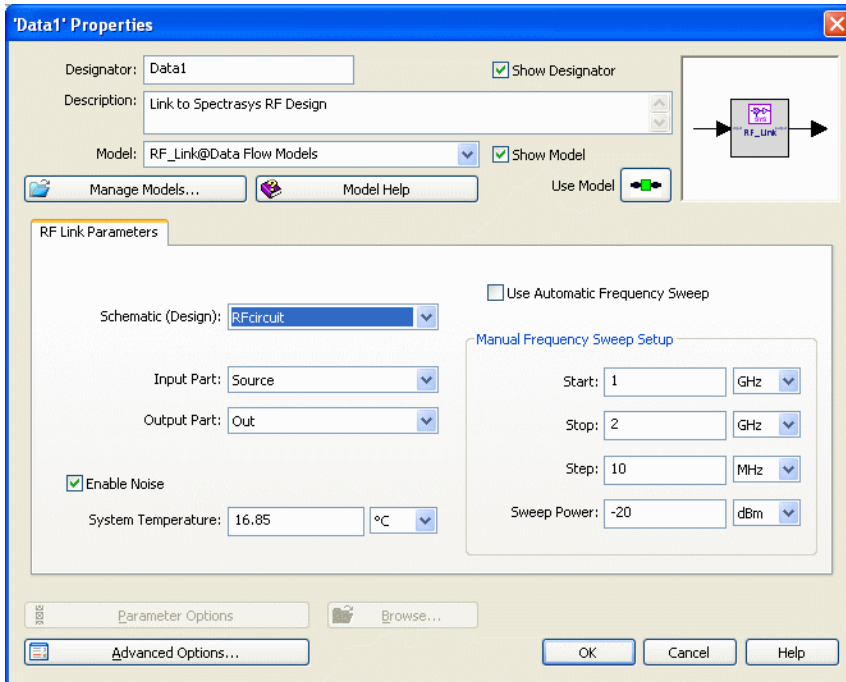 'Data1' Properties
Designator: Data1
Show Designator
Description: Link to Spectrasys RF Design
Model: RF_Link@Data Flow Models
Show Model
Manage Models...
Model Help
Use Model
SYS
RF_Link
RF Link Parameters
Use Automatic Frequency Sweep
Schematic (Design): RFcircuit
Manual Frequency Sweep Setup
Input Part: Source
Start: 1 GHz
Output Part: Out
Stop: 2 GHz
Step: 10 MHz
Enable Noise
System Temperature: 16.85 °C
Sweep Power: -20 dBm
Parameter Options
Browse...
Advanced Options...
OK
Cancel
Help